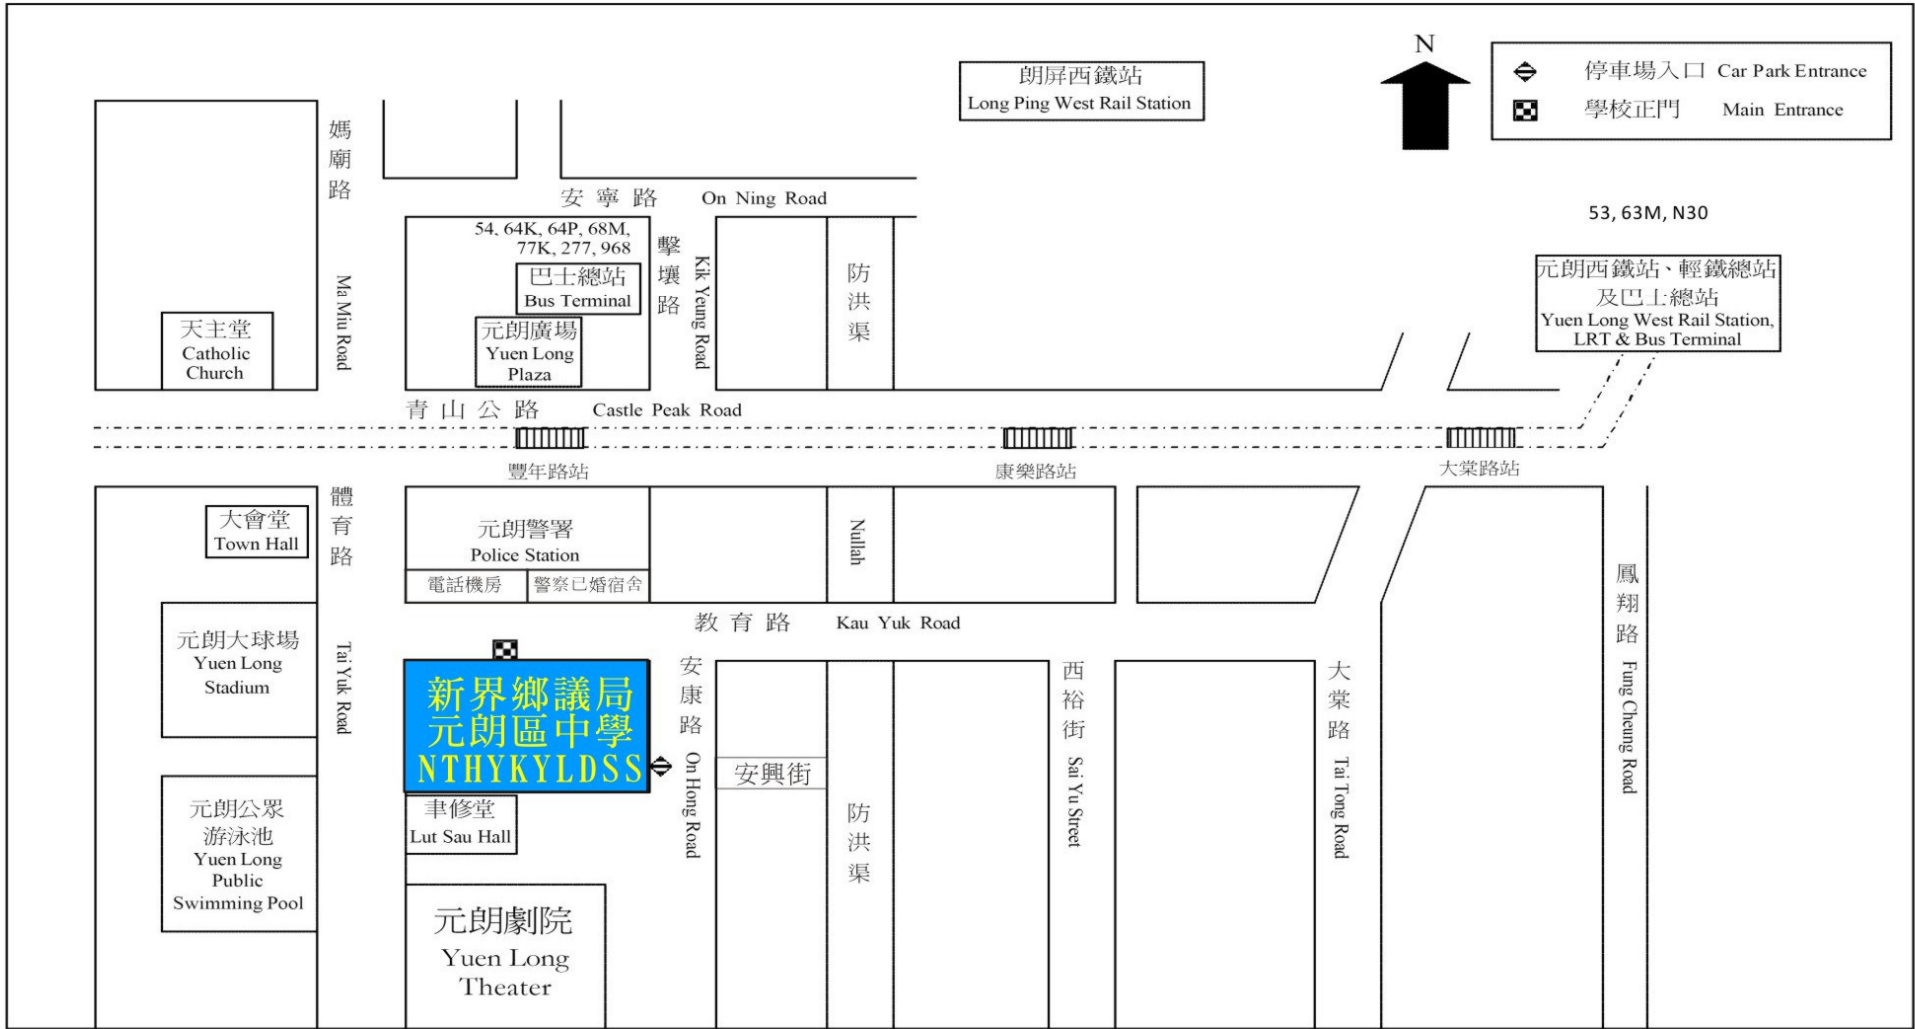 N
朗屏西鐵站
Long Ping West Rail Station
停車場入口 Car Park Entrance
學校正門 Main Entrance
媽廟路
Ma Miu Road
安寧路 On Ning Road
53, 63M, N30
54, 64K, 64P, 68M,
77K, 277, 968
巴士總站
Bus Terminal
擊壤路
Kik Yeung Road
防洪渠
元朗西鐵站、輕鐵總站
及巴士總站
Yuen Long West Rail Station,
LRT & Bus Terminal
天主堂
Catholic
Church
元朗廣場
Yuen Long
Plaza
青山公路 Castle Peak Road
豐年路站
康樂路站
大棠路站
大會堂
Town Hall
體育路
Tai Yuk Road
元朗警署
Police Station
電話機房
警察已婚宿舍
Nullah
鳳翔路
Fung Cheung Road
教育路 Kau Yuk Road
元朗大球場
Yuen Long
Stadium
新界鄉議局
元朗區中學
NTHYKYLDSS
安康路
On Hong Road
西裕街
Sai Yu Street
大棠路
Tai Tong Road
安興街
元朗公眾
游泳池
Yuen Long
Public
Swimming Pool
聿修堂
Lut Sau Hall
防洪渠
元朗劇院
Yuen Long
Theater